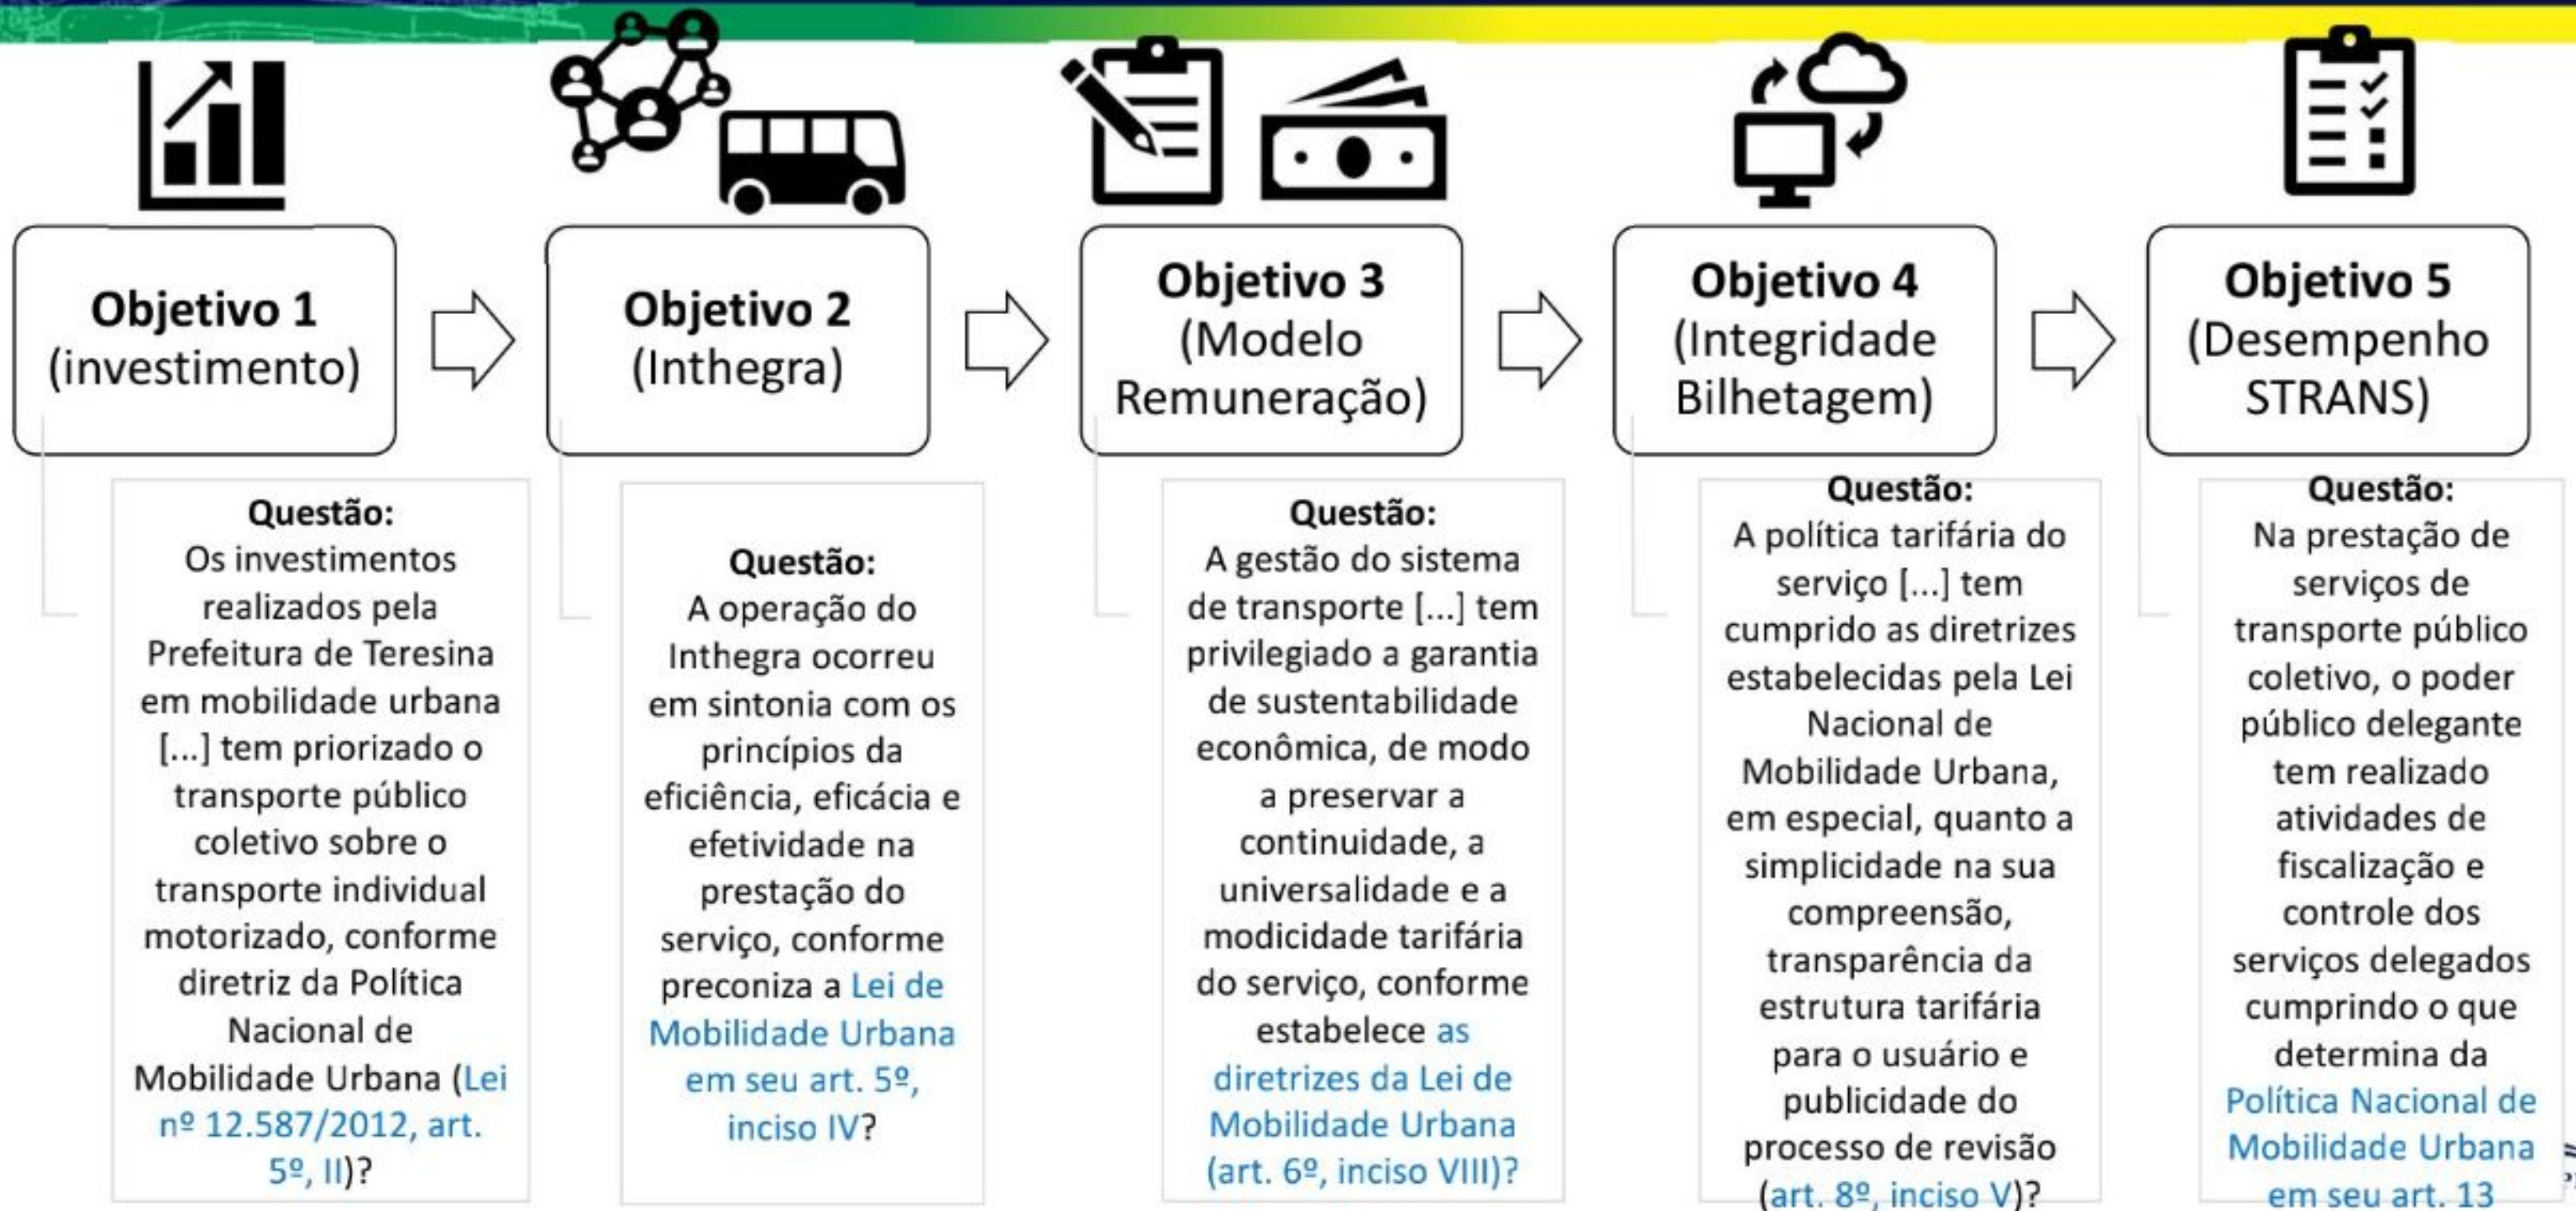 Objetivo 1
(investimento)
Objetivo 2
(Inthegra)
Objetivo 3
(Modelo
Remuneração)
Objetivo 4
(Integridade
Bilhetagem)
Objetivo 5
(Desempenho
STRANS)
Questão:
Os investimentos
realizados pela
Prefeitura de Teresina
em mobilidade urbana
[...] tem priorizado o
transporte público
coletivo sobre o
transporte individual
motorizado, conforme
diretriz da Política
Nacional de
Mobilidade Urbana (Lei
nº 12.587/2012, art.
5º, II)?
Questão:
A operação do
Inthegra ocorreu
em sintonia com os
princípios da
eficiência, eficácia e
efetividade na
prestação do
serviço, conforme
preconiza a Lei de
Mobilidade Urbana
em seu art. 5º,
inciso IV?
Questão:
A gestão do sistema
de transporte [...] tem
privilegiado a garantia
de sustentabilidade
econômica, de modo
a preservar a
continuidade, a
universalidade e a
modicidade tarifária
do serviço, conforme
estabelece as
diretrizes da Lei de
Mobilidade Urbana
(art. 6º, inciso VIII)?
Questão:
A política tarifária do
serviço [...] tem
cumprido as diretrizes
estabelecidas pela Lei
Nacional de
Mobilidade Urbana,
em especial, quanto a
simplicidade na sua
compreensão,
transparência da
estrutura tarifária
para o usuário e
publicidade do
processo de revisão
(art. 8º, inciso V)?
Questão:
Na prestação de
serviços de
transporte público
coletivo, o poder
público delegante
tem realizado
atividades de
fiscalização e
controle dos
serviços delegados
cumprindo o que
determina da
Política Nacional de
Mobilidade Urbana
em seu art. 13